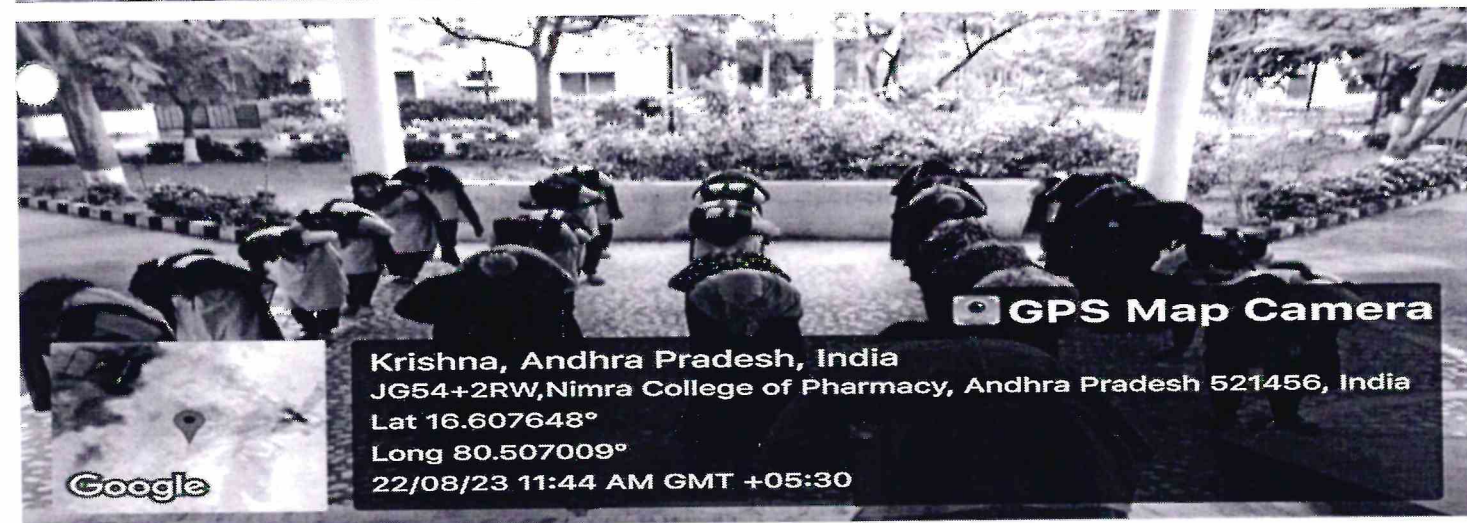 GPS Map Camera
Krishna, Andhra Pradesh, India
JG54+2RW,Nimra College of Pharmacy, Andhra Pradesh 521456, India
Lat 16.607648°
Long 80.507009°
22/08/23 11:44 AM GMT +05:30
Google